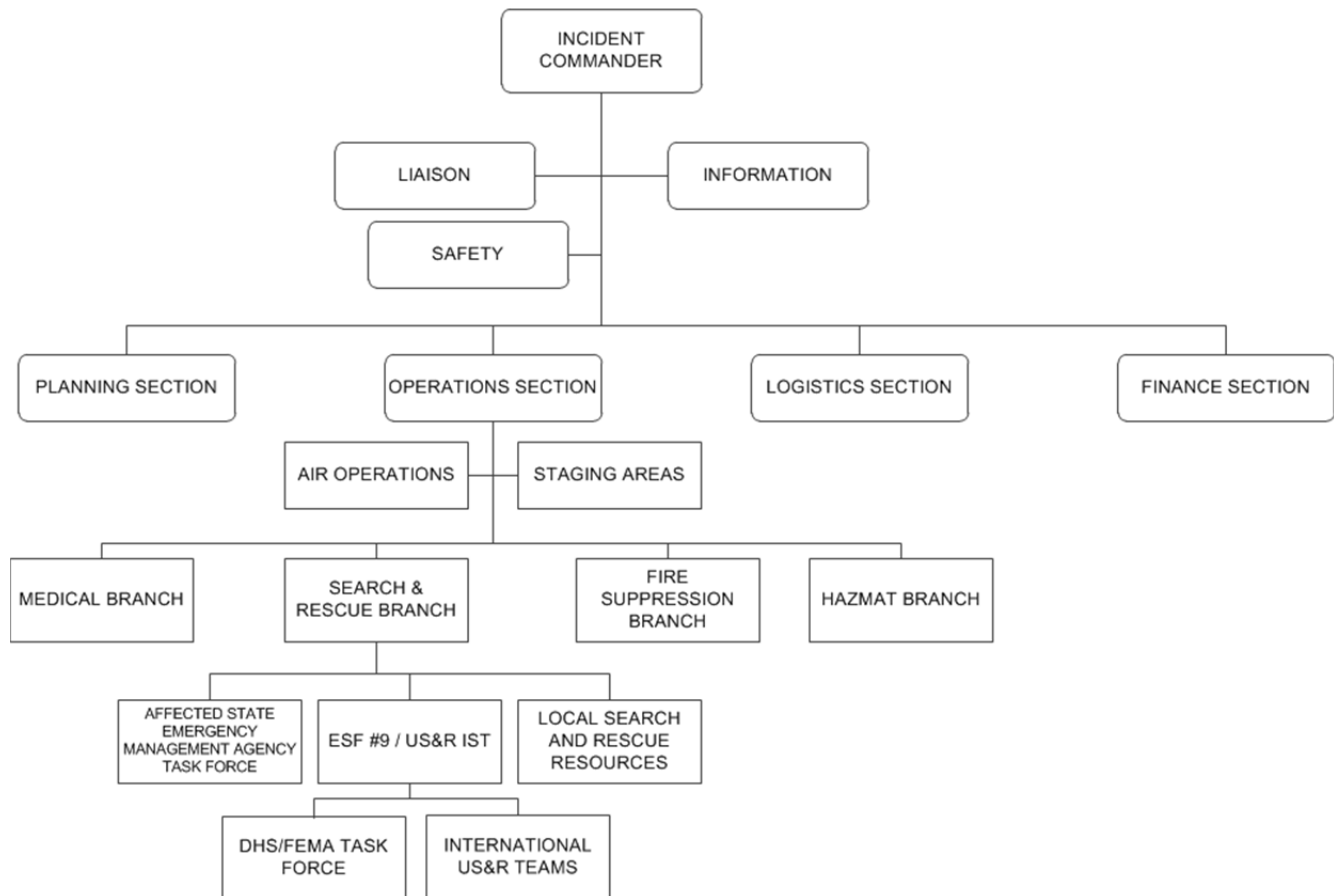 INCIDENT
COMMANDER
LIAISON
INFORMATION
SAFETY
PLANNING SECTION
OPERATIONS SECTION
LOGISTICS SECTION
FINANCE SECTION
AIR OPERATIONS
STAGING AREAS
MEDICAL BRANCH
SEARCH &
RESCUE BRANCH
FIRE
SUPPRESSION
BRANCH
HAZMAT BRANCH
AFFECTED STATE
EMERGENCY
MANAGEMENT AGENCY
TASK FORCE
ESF #9 / US&R IST
LOCAL SEARCH
AND RESCUE
RESOURCES
DHS/FEMA TASK
FORCE
INTERNATIONAL
US&R TEAMS